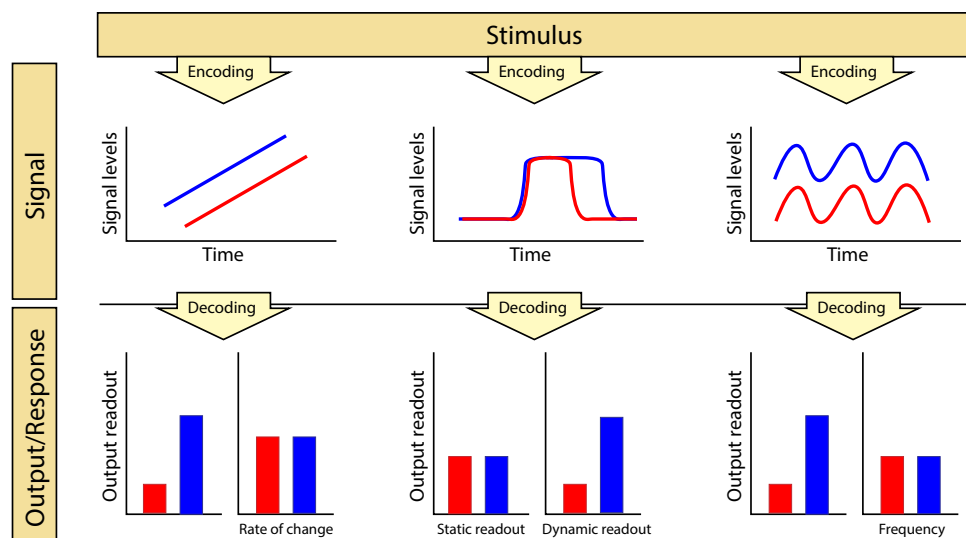 Stimulus
Encoding
Encoding
Encoding
Signal
Signal levels
Time
Signal levels
Time
Signal levels
Time
Decoding
Decoding
Decoding
Output/Response
Output readout
Rate of change
Output readout
Static readout
Dynamic readout
Output readout
Frequency